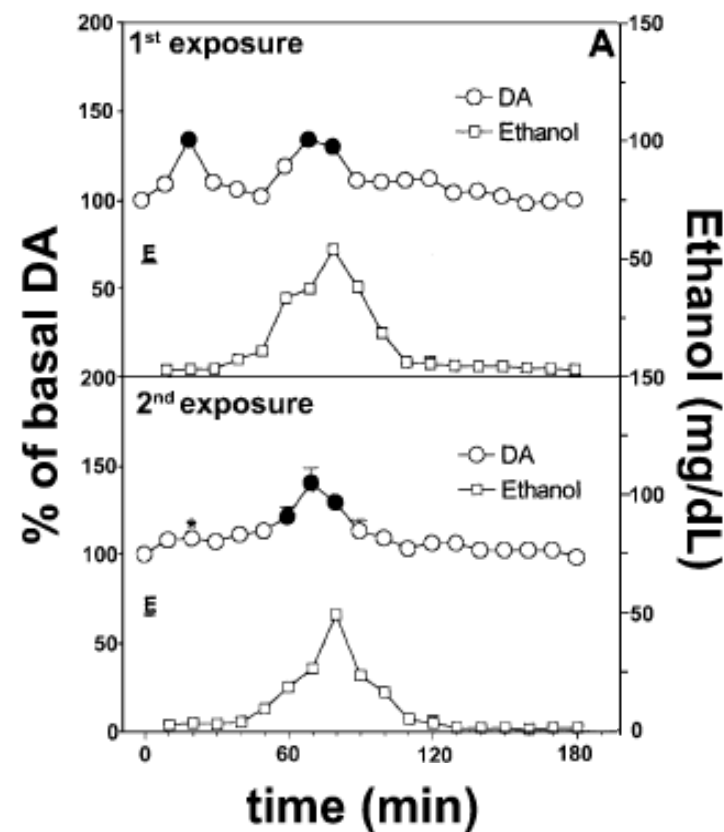 200
150
1st exposure
A
DA
Ethanol
150
100
100
E
50
50
200
150
2nd exposure
DA
Ethanol
150
100
*
100
E
50
50
0
0
0
60
120
180
% of basal DA
Ethanol (mg/dL)
time (min)